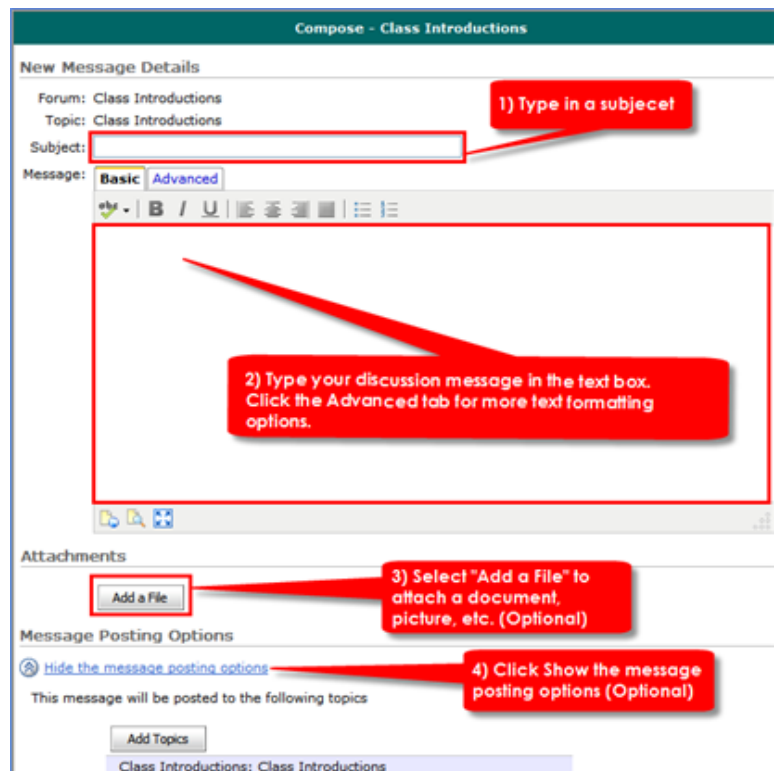 Compose - Class Introductions
New Message Details
Forum: Class Introductions
Topic: Class Introductions
1) Type in a subjecet
Subject:
Message: Basic Advanced
abc B I U
2) Type your discussion message in the text box.
Click the Advanced tab for more text formatting
options.
Attachments
Add a File
3) Select "Add a File" to
attach a document,
picture, etc. (Optional)
Message Posting Options
Hide the message posting options
4) Click Show the message
posting options (Optional)
This message will be posted to the following topics
Add Topics
Class Introductions: Class Introductions